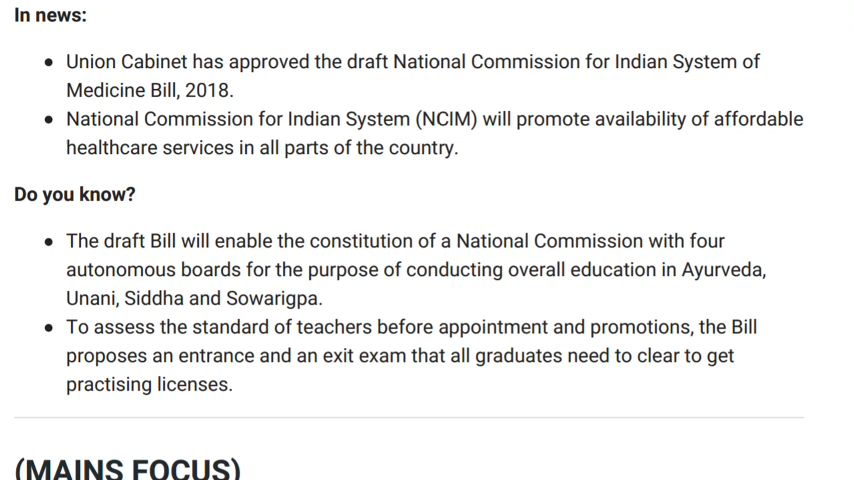 In news:
• Union Cabinet has approved the draft National Commission for Indian System of
Medicine Bill, 2018.
• National Commission for Indian System (NCIM) will promote availability of affordable
healthcare services in all parts of the country.
Do you know?
• The draft Bill will enable the constitution of a National Commission with four
autonomous boards for the purpose of conducting overall education in Ayurveda,
Unani, Siddha and Sowarigpa.
• To assess the standard of teachers before appointment and promotions, the Bill
proposes an entrance and an exit exam that all graduates need to clear to get
practising licenses.
(MAINS FOCUS)